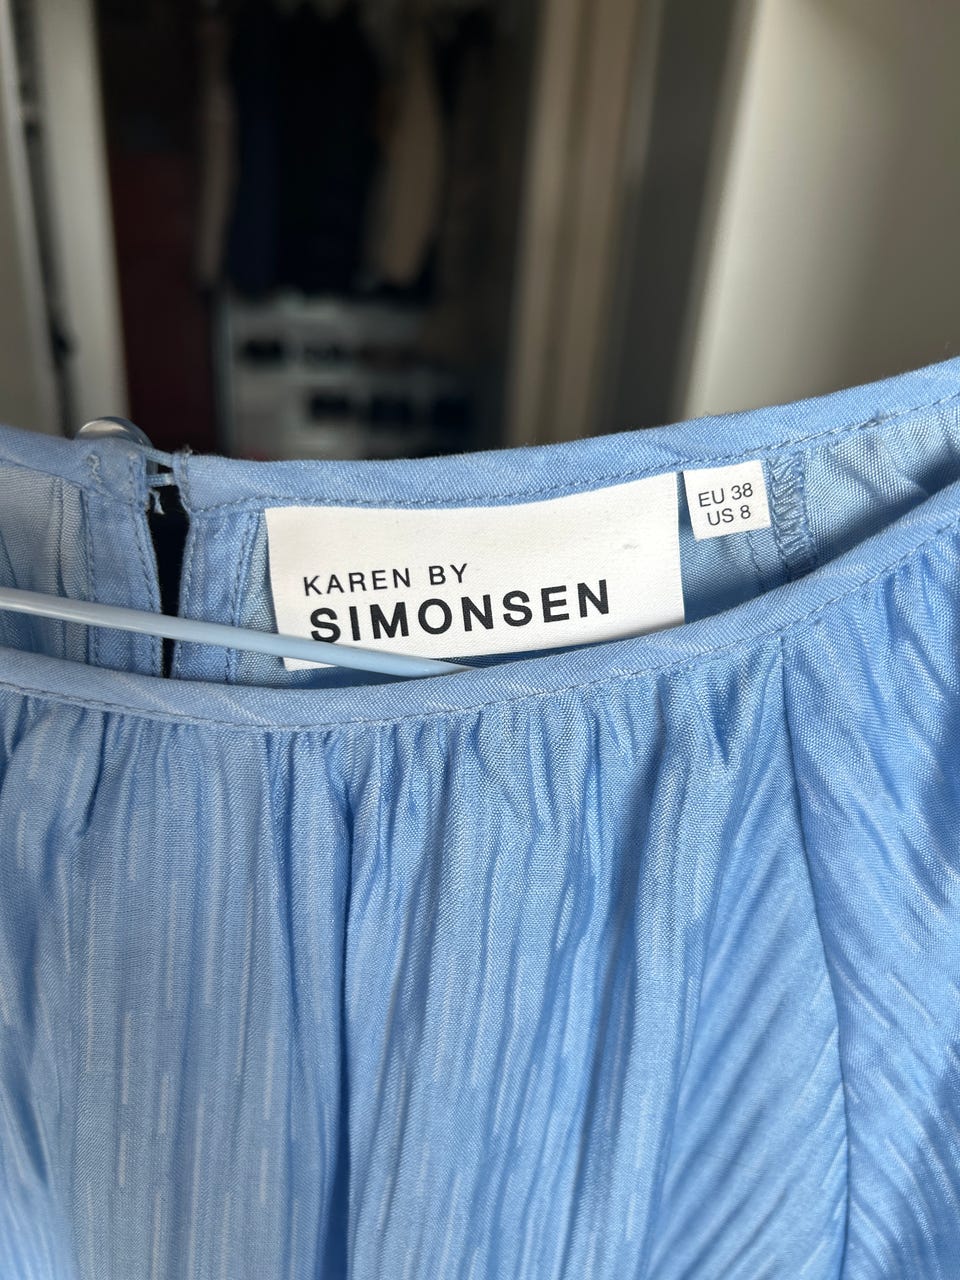 KAREN BY
SIMONSEN
EU 38
US 8